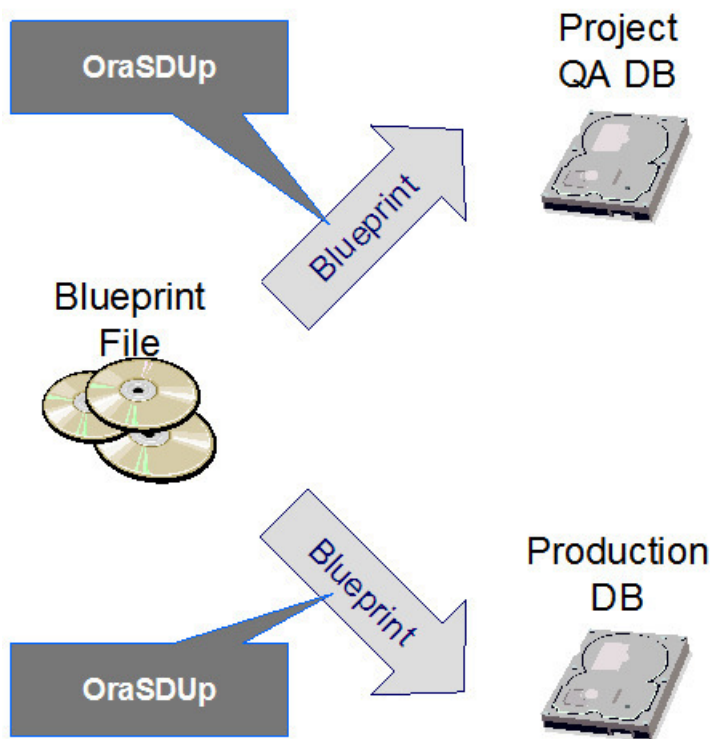 OraSDUp
Project
QA DB
Blueprint
Blueprint
File
Blueprint
Production
DB
OraSDUp